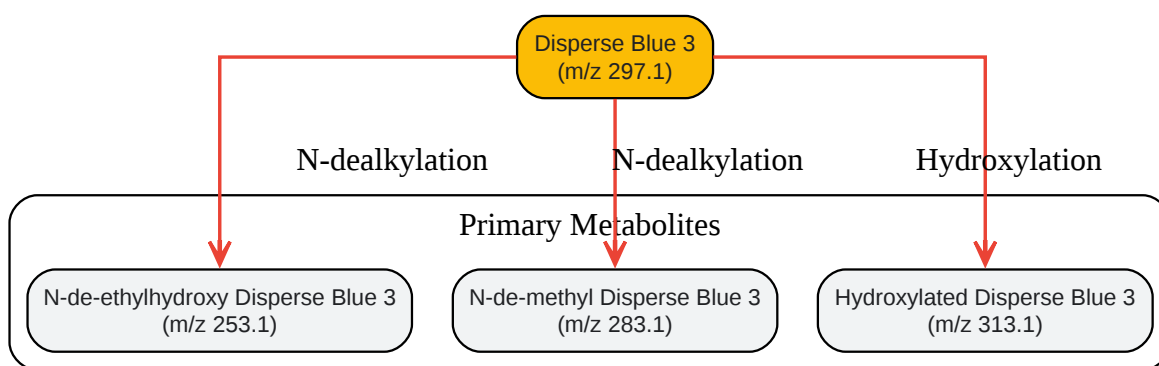 Disperse Blue 3
(m/z 297.1)
N-dealkylation
N-dealkylation
Hydroxylation
Primary Metabolites
N-de-ethylhydroxy Disperse Blue 3
(m/z 253.1)
N-de-methyl Disperse Blue 3
(m/z 283.1)
Hydroxylated Disperse Blue 3
(m/z 313.1)